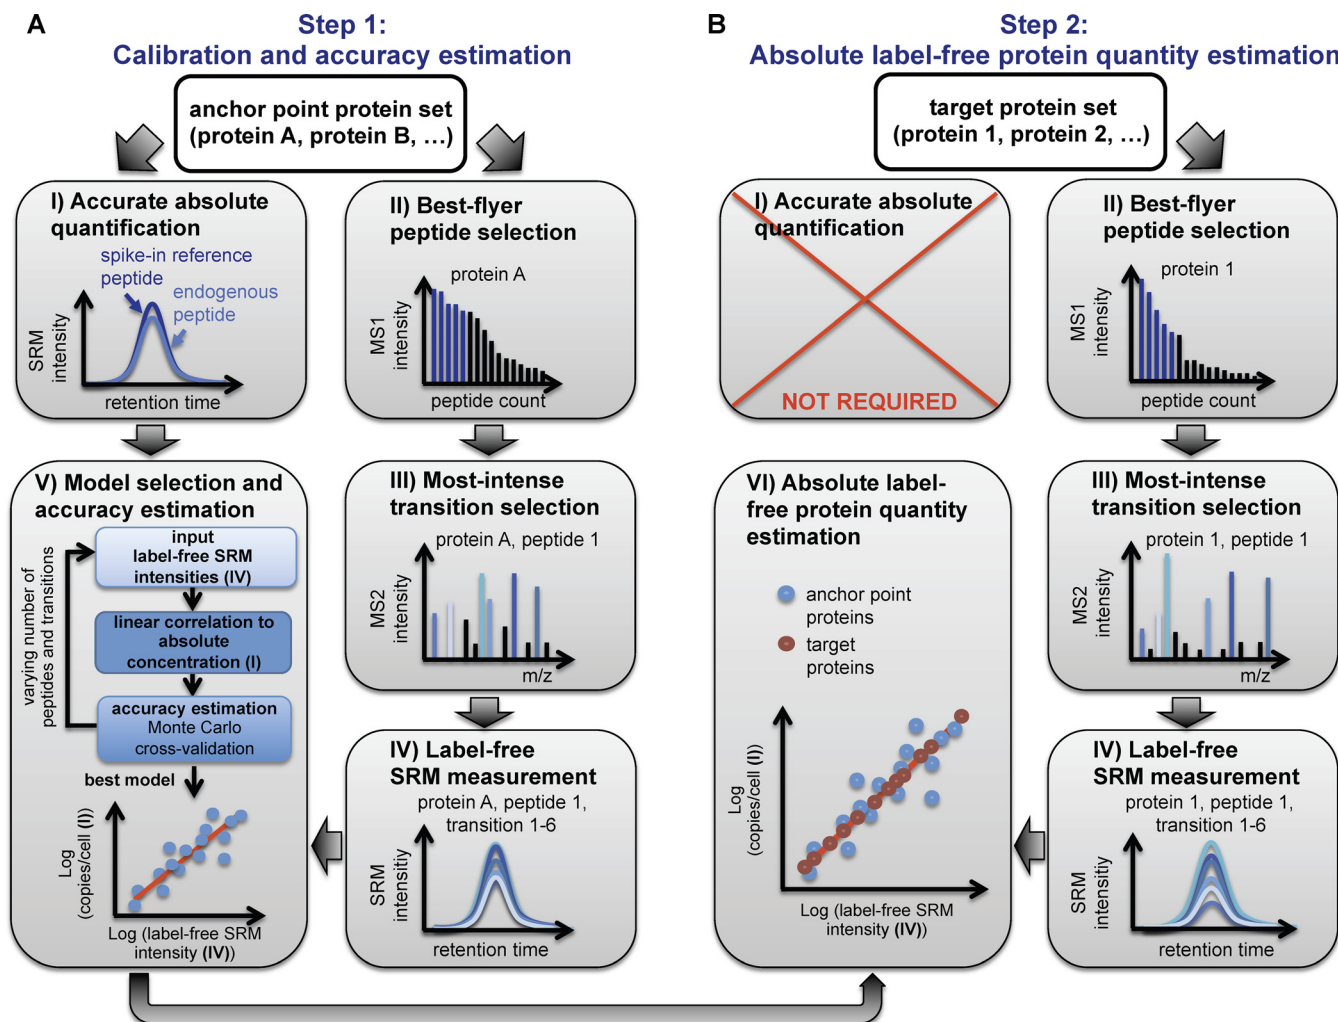 A
Step 1:
Calibration and accuracy estimation
anchor point protein set
(protein A, protein B, …)
I) Accurate absolute
quantification
spike-in reference
peptide
endogenous
peptide
SRM
intensity
retention time
II) Best-flyer
peptide selection
protein A
MS1
intensity
peptide count
III) Most-intense
transition selection
protein A, peptide 1
MS2
intensity
m/z
IV) Label-free
SRM measurement
protein A, peptide 1,
transition 1-6
SRM
intensity
retention time
V) Model selection and
accuracy estimation
input
label-free SRM
intensities (IV)
linear correlation to
absolute
concentration (I)
accuracy estimation
Monte Carlo
cross-validation
varying number of
peptides and transitions
best model
Log
(copies/cell (I))
Log (label-free SRM
intensity (IV))
B
Step 2:
Absolute label-free protein quantity estimation
target protein set
(protein 1, protein 2, …)
I) Accurate absolute
quantification
NOT REQUIRED
II) Best-flyer
peptide selection
protein 1
MS1
intensity
peptide count
III) Most-intense
transition selection
protein 1, peptide 1
MS2
intensity
m/z
IV) Label-free
SRM measurement
protein 1, peptide 1,
transition 1-6
SRM
intensitiy
retention time
VI) Absolute label-
free protein quantity
estimation
anchor point
proteins
target
proteins
Log
(copies/cell (I))
Log (label-free SRM
intensity (IV))